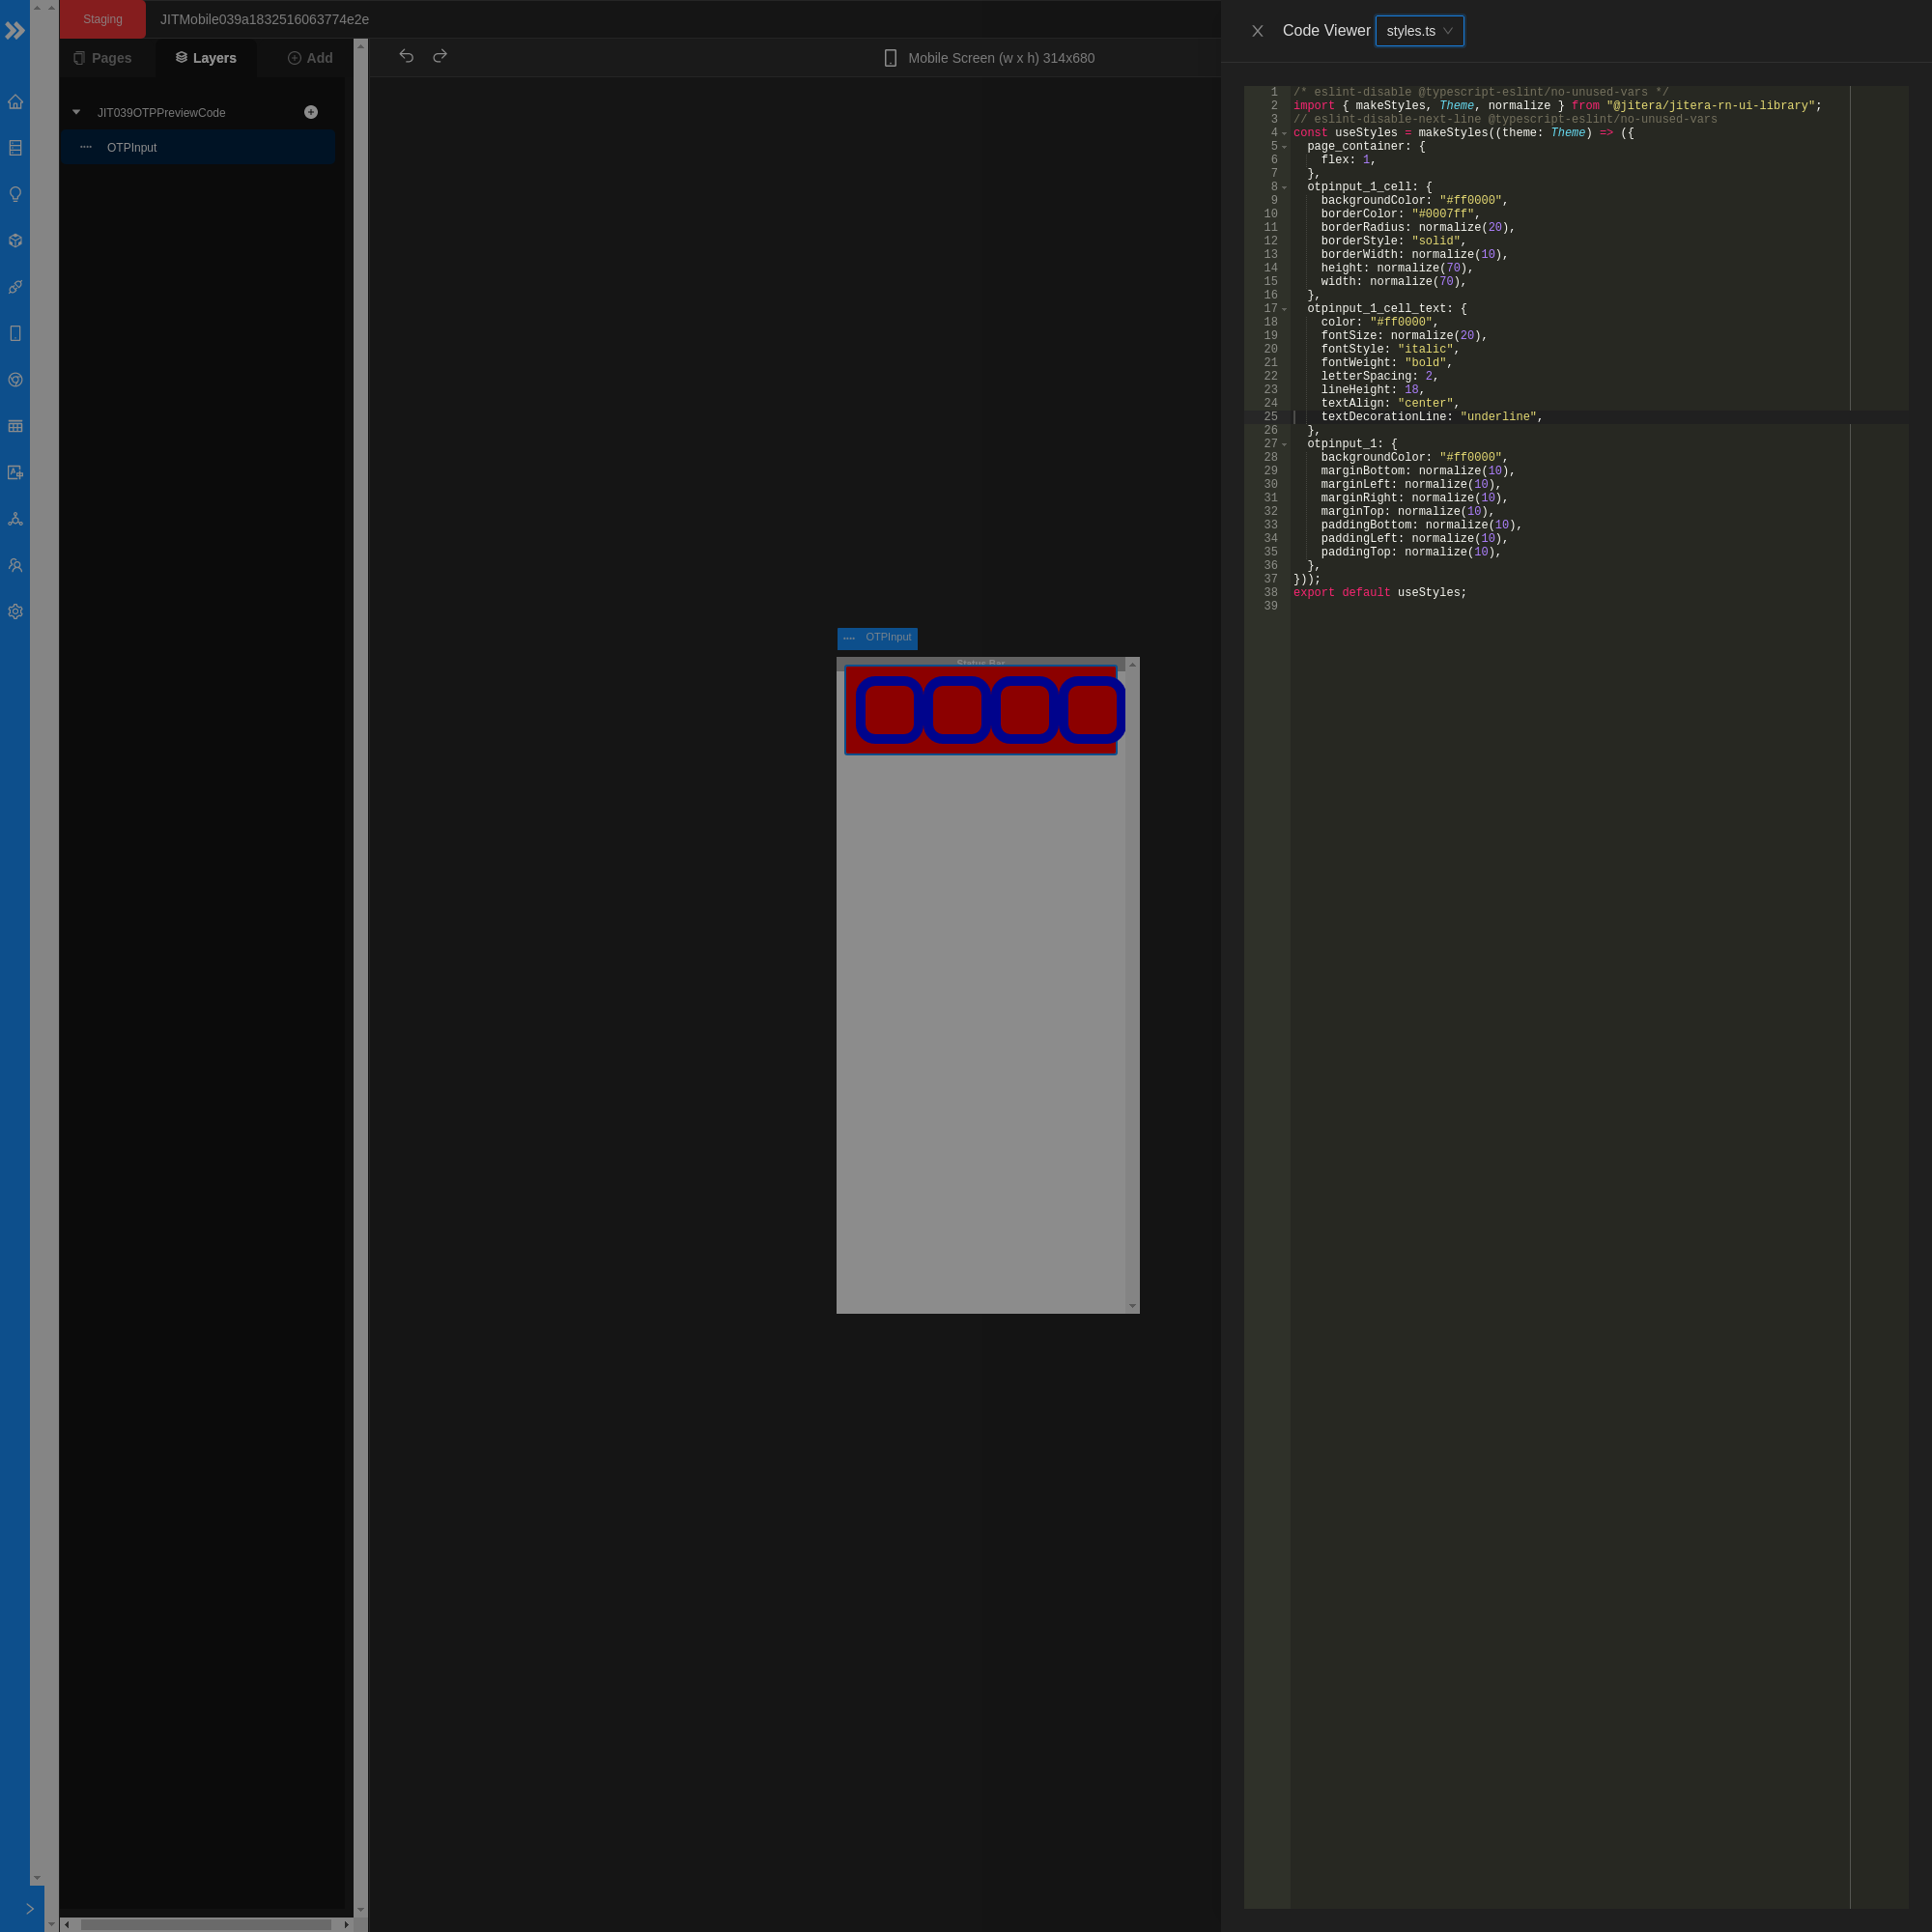 Staging
JITMobile039a1832516063774e2e
Pages
Layers
Add
Mobile Screen (w x h) 314x680
JIT039OTPPreviewCode
OTPInput
OTPInput
Status Bar
Code Viewer
styles.ts
1 /* eslint-disable @typescript-eslint/no-unused-vars */
2 import { makeStyles, Theme, normalize } from "@jitera/jitera-rn-ui-library";
3 // eslint-disable-next-line @typescript-eslint/no-unused-vars
4 const useStyles = makeStyles((theme: Theme) => ({
5 page_container: {
6 flex: 1,
7 },
8 otpinput_1_cell: {
9 backgroundColor: "#ff0000",
10 borderColor: "#0007ff",
11 borderRadius: normalize(20),
12 borderStyle: "solid",
13 borderWidth: normalize(10),
14 height: normalize(70),
15 width: normalize(70),
16 },
17 otpinput_1_cell_text: {
18 color: "#ff0000",
19 fontSize: normalize(20),
20 fontStyle: "italic",
21 fontWeight: "bold",
22 letterSpacing: 2,
23 lineHeight: 18,
24 textAlign: "center",
25 textDecorationLine: "underline",
26 },
27 otpinput_1: {
28 backgroundColor: "#ff0000",
29 marginBottom: normalize(10),
30 marginLeft: normalize(10),
31 marginRight: normalize(10),
32 marginTop: normalize(10),
33 paddingBottom: normalize(10),
34 paddingLeft: normalize(10),
35 paddingTop: normalize(10),
36 },
37 }));
38 export default useStyles;
39